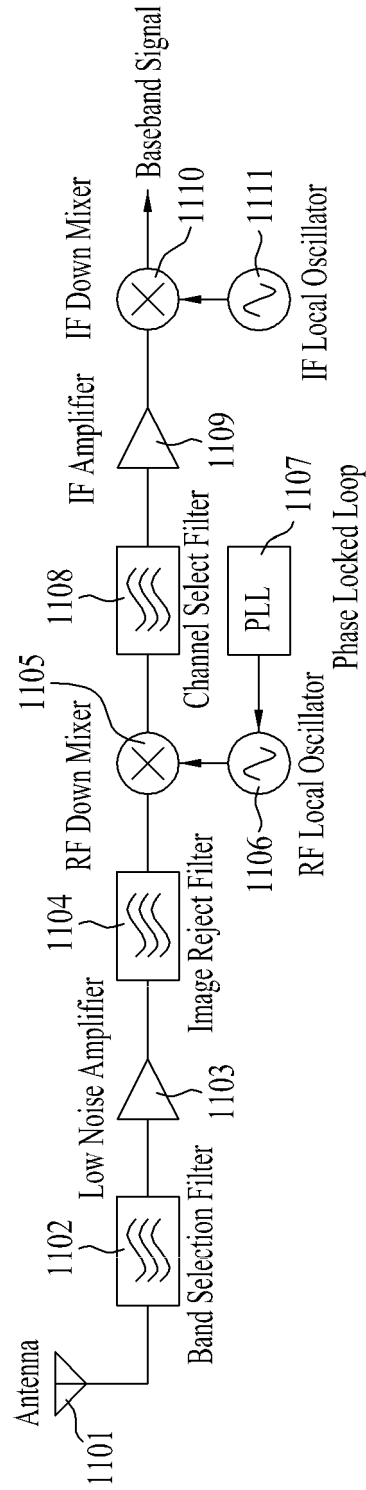 Antenna
1101
1102
Band Selection Filter
Low Noise Amplifier
1103
1104
Image Reject Filter
RF Down Mixer
1105
1106
RF Local Oscillator
PLL
1107
Phase Locked Loop
1108
Channel Select Filter
IF Amplifier
1109
IF Down Mixer
1110
1111
IF Local Oscillator
Baseband Signal